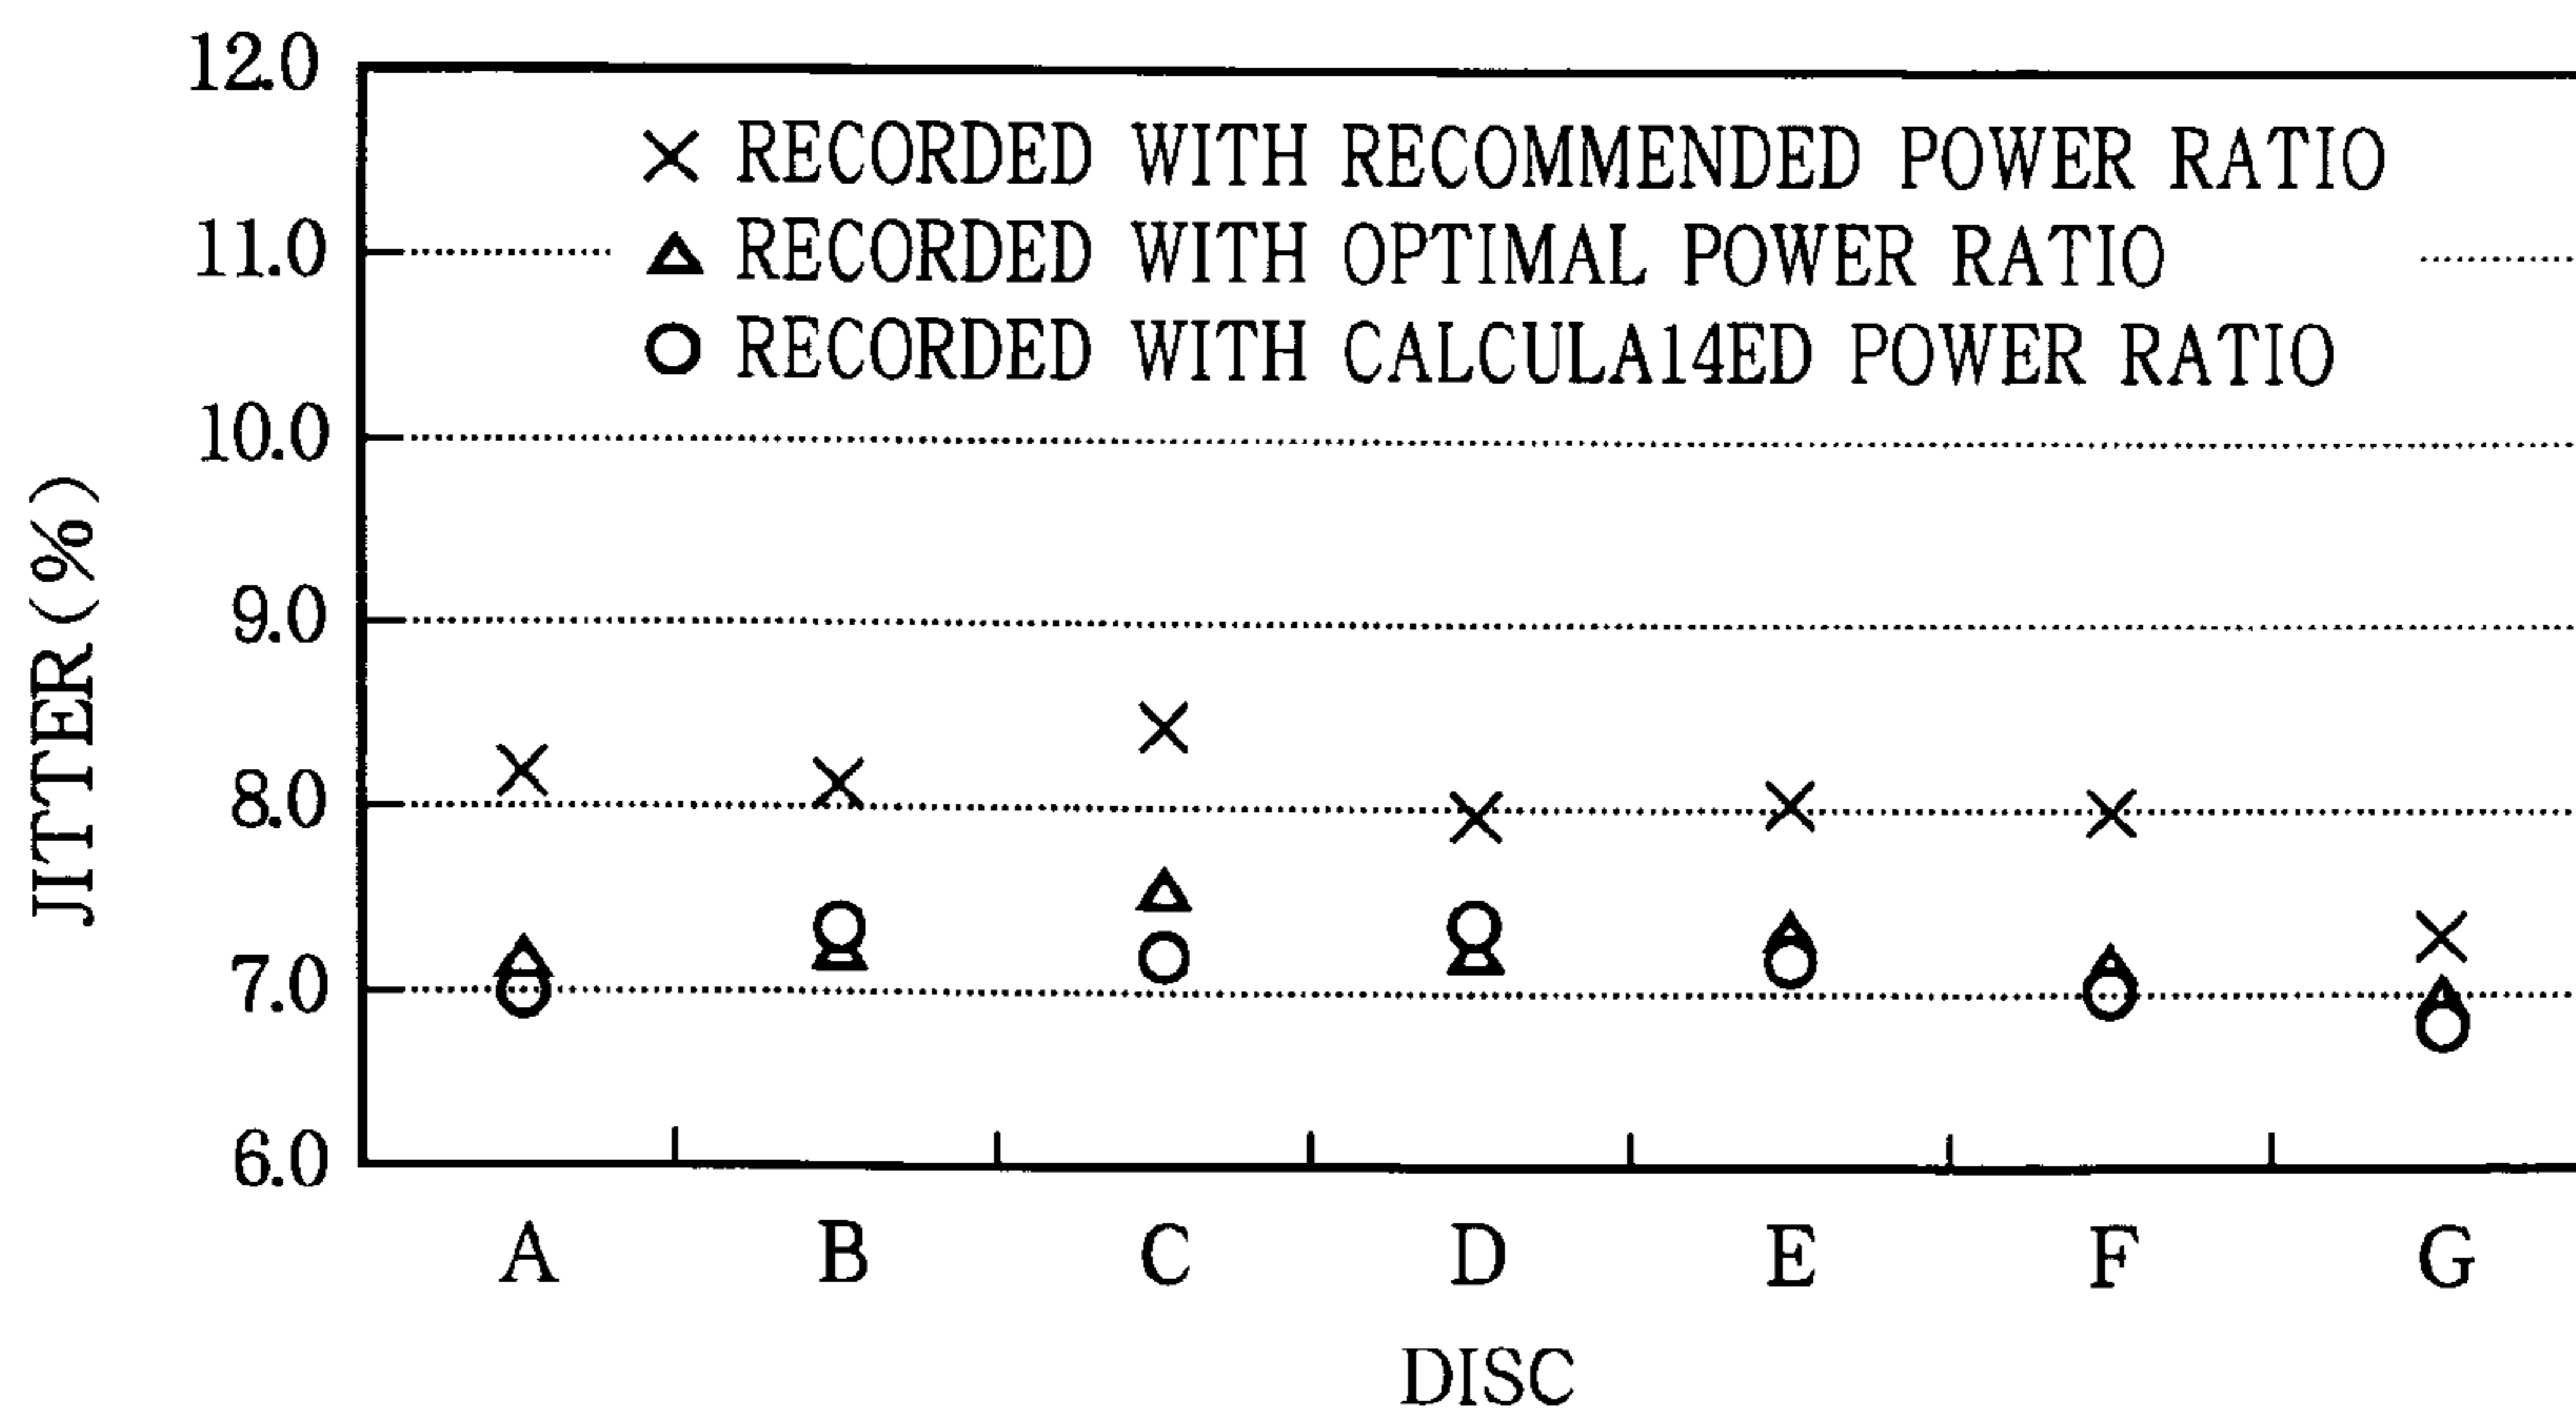 12.0
× RECORDED WITH RECOMMENDED POWER RATIO
11.0
△ RECORDED WITH OPTIMAL POWER RATIO
○ RECORDED WITH CALCULA14ED POWER RATIO
10.0
JITTER(%)
9.0
8.0
7.0
6.0
A B C D E F G
DISC